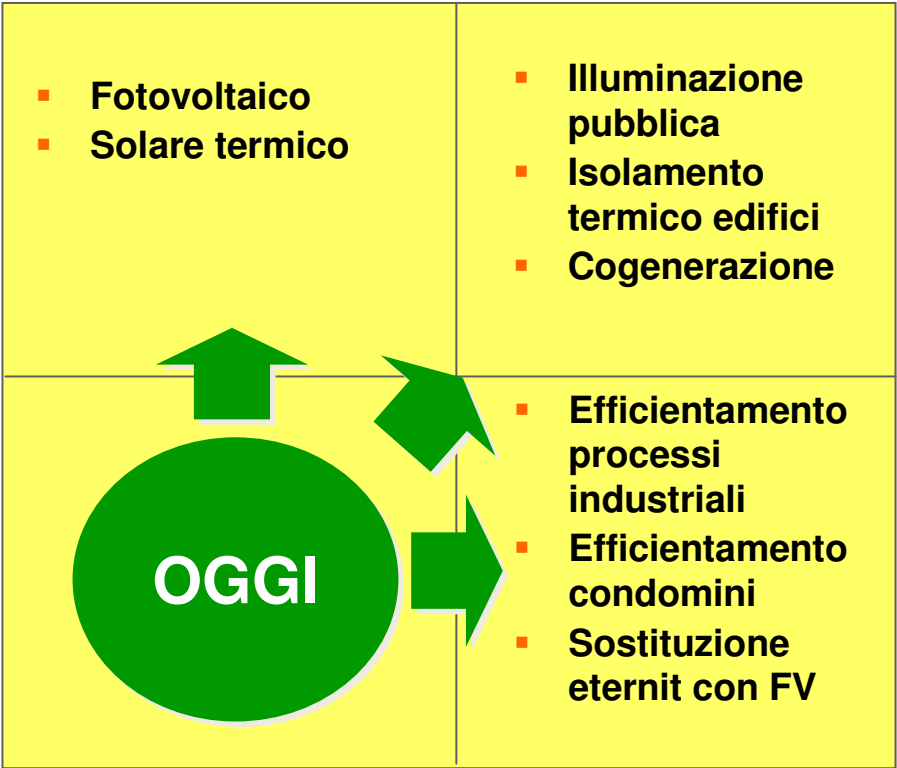 Fotovoltaico
Solare termico
Illuminazione
pubblica
Isolamento
termico edifici
Cogenerazione
OGGI
Efficientamento
processi
industriali
Efficientamento
condomini
Sostituzione
eternit con FV